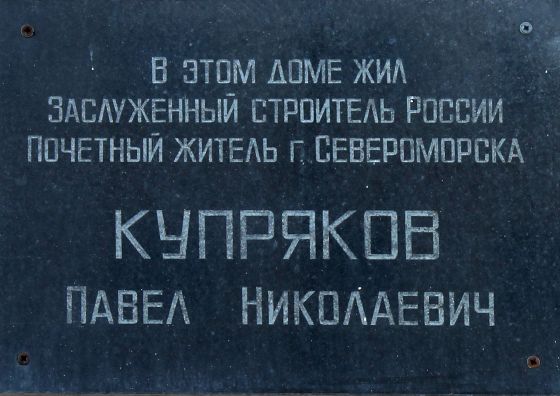 В ЭТОМ ДОМЕ ЖИЛ
ЗАСЛУЖЕННЫЙ СТРОИТЕЛЬ РОССИИ
ПОЧЕТНЫЙ ЖИТЕЛЬ Г. СЕВЕРОМОРСКА
КУПРЯКОВ
ПАВЕЛ НИКОЛАЕВИЧ